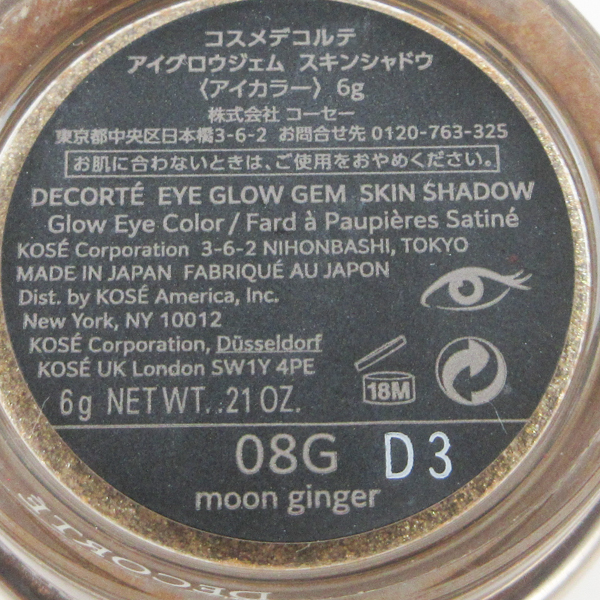 コスメデコルテ
アイグロウジェム スキンシャドウ
〈アイカラー〉 6g
株式会社 コーセー
東京都中央区日本橋3-6-2 お問合せ先 0120-763-325
お肌に合わないときは、ご使用をおやめください。
DECORTÉ EYE GLOW GEM SKIN SHADOW
Glow Eye Color / Fard à Paupières Satiné
KOSÉ Corporation 3-6-2 NIHONBASHI, TOKYO
MADE IN JAPAN FABRIQUÉ AU JAPON
Dist. by KOSÉ America, Inc.
New York, NY 10012
KOSÉ Corporation, Düsseldorf
KOSÉ UK London SW1Y 4PE
18M
6g NET WT. .21 OZ.
08G D3
moon ginger
DECORTÉ